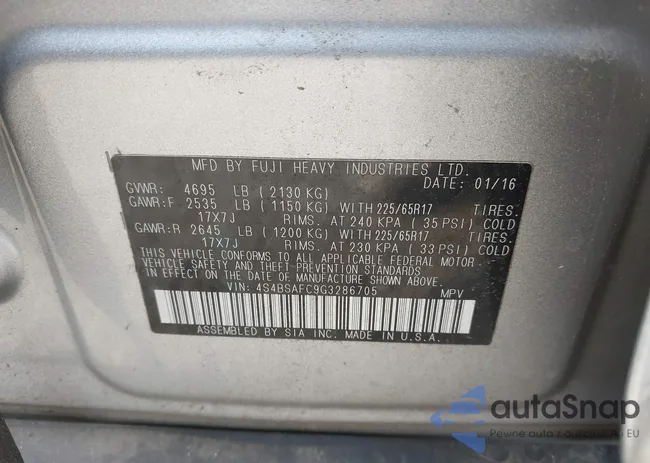 MFD BY FUJI HEAVY INDUSTRIES LTD.
GVWR: 4695 LB (2130 KG) DATE: 01/16
GAWR:F 2535 LB (1150 KG) WITH 225/65R17 TIRES.
17X7J RIMS. AT 240 KPA (35 PSI) COLD
GAWR:R 2645 LB (1200 KG) WITH 225/65R17 TIRES.
17X7J RIMS. AT 230 KPA (33 PSI) COLD
THIS VEHICLE CONFORMS TO ALL APPLICABLE FEDERAL MOTOR
VEHICLE SAFETY AND THEFT PREVENTION STANDARDS
IN EFFECT ON THE DATE OF MANUFACTURE SHOWN ABOVE.
VIN: 4S4BSAFC9G3286705 MPV
ASSEMBLED BY SIA INC. MADE IN U.S.A.
autaSnap
Pewne auta z
EU